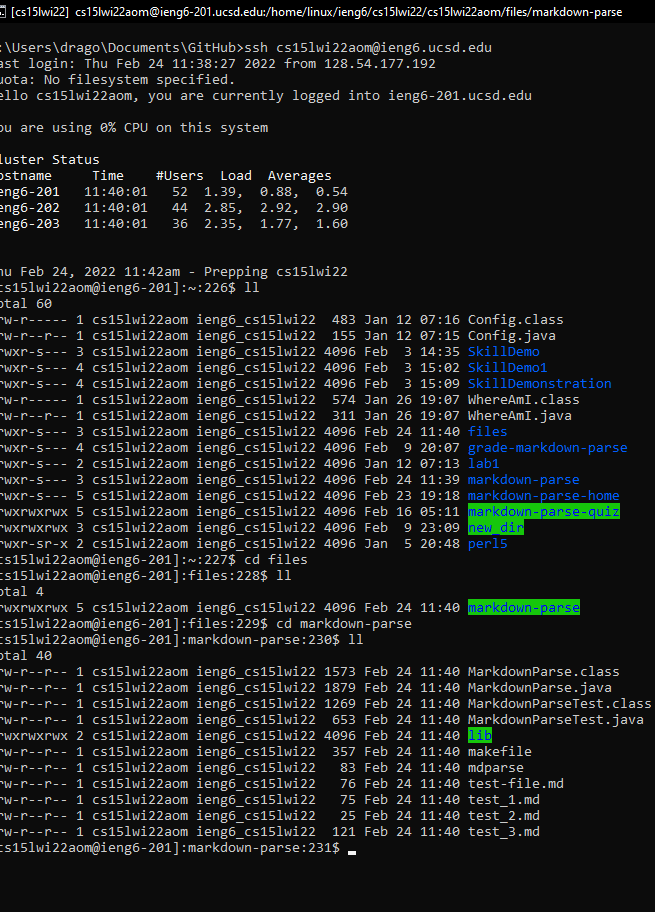 [cs15lwi22] cs15lwi22aom@ieng6-201.ucsd.edu:/home/linux/ieng6/cs15lwi22/cs15lwi22aom/files/markdown-parse
:\Users\drago\Documents\GitHub>ssh cs15lwi22aom@ieng6.ucsd.edu
ast login: Thu Feb 24 11:38:27 2022 from 128.54.177.192
uota: No filesystem specified.
ello cs15lwi22aom, you are currently logged into ieng6-201.ucsd.edu
ou are using 0% CPU on this system
luster Status
ostname     Time    #Users  Load  Averages
eng6-201   11:40:01   52  1.39,  0.88,  0.54
eng6-202   11:40:01   44  2.85,  2.92,  2.90
eng6-203   11:40:01   36  2.35,  1.77,  1.60
hu Feb 24, 2022 11:42am - Prepping cs15lwi22
cs15lwi22aom@ieng6-201]:~:226$ ll
otal 60
rw-r----- 1 cs15lwi22aom ieng6_cs15lwi22  483 Jan 12 07:16 Config.class
rw-r--r-- 1 cs15lwi22aom ieng6_cs15lwi22  155 Jan 12 07:15 Config.java
rwxr-s--- 3 cs15lwi22aom ieng6_cs15lwi22 4096 Feb  3 14:35 SkillDemo
rwxr-s--- 4 cs15lwi22aom ieng6_cs15lwi22 4096 Feb  3 15:02 SkillDemo1
rwxr-s--- 4 cs15lwi22aom ieng6_cs15lwi22 4096 Feb  3 15:09 SkillDemonstration
rw-r----- 1 cs15lwi22aom ieng6_cs15lwi22  574 Jan 26 19:07 WhereAmI.class
rw-r--r-- 1 cs15lwi22aom ieng6_cs15lwi22  311 Jan 26 19:07 WhereAmI.java
rwxr-s--- 3 cs15lwi22aom ieng6_cs15lwi22 4096 Feb 24 11:40 files
rwxr-s--- 4 cs15lwi22aom ieng6_cs15lwi22 4096 Feb  9 20:07 grade-markdown-parse
rwxr-s--- 2 cs15lwi22aom ieng6_cs15lwi22 4096 Jan 12 07:13 lab1
rwxr-s--- 3 cs15lwi22aom ieng6_cs15lwi22 4096 Feb 24 11:39 markdown-parse
rwxr-s--- 5 cs15lwi22aom ieng6_cs15lwi22 4096 Feb 23 19:18 markdown-parse-home
rwxrwxrwx 5 cs15lwi22aom ieng6_cs15lwi22 4096 Feb 16 05:11 markdown-parse-quiz
rwxrwxrwx 3 cs15lwi22aom ieng6_cs15lwi22 4096 Feb  9 23:09 new_dir
rwxr-sr-x 2 cs15lwi22aom ieng6_cs15lwi22 4096 Jan  5 20:48 perl5
cs15lwi22aom@ieng6-201]:~:227$ cd files
cs15lwi22aom@ieng6-201]:files:228$ ll
otal 4
rwxrwxrwx 5 cs15lwi22aom ieng6_cs15lwi22 4096 Feb 24 11:40 markdown-parse
cs15lwi22aom@ieng6-201]:files:229$ cd markdown-parse
cs15lwi22aom@ieng6-201]:markdown-parse:230$ ll
otal 40
rw-r--r-- 1 cs15lwi22aom ieng6_cs15lwi22 1573 Feb 24 11:40 MarkdownParse.class
rw-r--r-- 1 cs15lwi22aom ieng6_cs15lwi22 1879 Feb 24 11:40 MarkdownParse.java
rw-r--r-- 1 cs15lwi22aom ieng6_cs15lwi22 1269 Feb 24 11:40 MarkdownParseTest.class
rw-r--r-- 1 cs15lwi22aom ieng6_cs15lwi22  653 Feb 24 11:40 MarkdownParseTest.java
rwxrwxrwx 2 cs15lwi22aom ieng6_cs15lwi22 4096 Feb 24 11:40 lib
rw-r--r-- 1 cs15lwi22aom ieng6_cs15lwi22  357 Feb 24 11:40 makefile
rw-r--r-- 1 cs15lwi22aom ieng6_cs15lwi22   83 Feb 24 11:40 mdparse
rw-r--r-- 1 cs15lwi22aom ieng6_cs15lwi22   76 Feb 24 11:40 test-file.md
rw-r--r-- 1 cs15lwi22aom ieng6_cs15lwi22   75 Feb 24 11:40 test_1.md
rw-r--r-- 1 cs15lwi22aom ieng6_cs15lwi22   25 Feb 24 11:40 test_2.md
rw-r--r-- 1 cs15lwi22aom ieng6_cs15lwi22  121 Feb 24 11:40 test_3.md
cs15lwi22aom@ieng6-201]:markdown-parse:231$